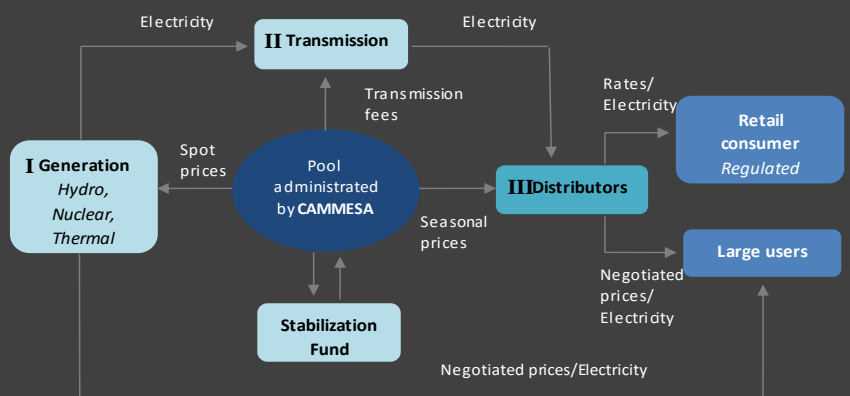 Electricity
Electricity
II Transmission
Transmission
fees
Rates/
Electricity
Retail
consumer
Regulated
I Generation
Hydro,
Nuclear,
Thermal
Spot
prices
Pool
administrated
by CAMMESA
Seasonal
prices
III Distributors
Large users
Negotiated
prices/
Electricity
Stabilization
Fund
Negotiated prices/Electricity